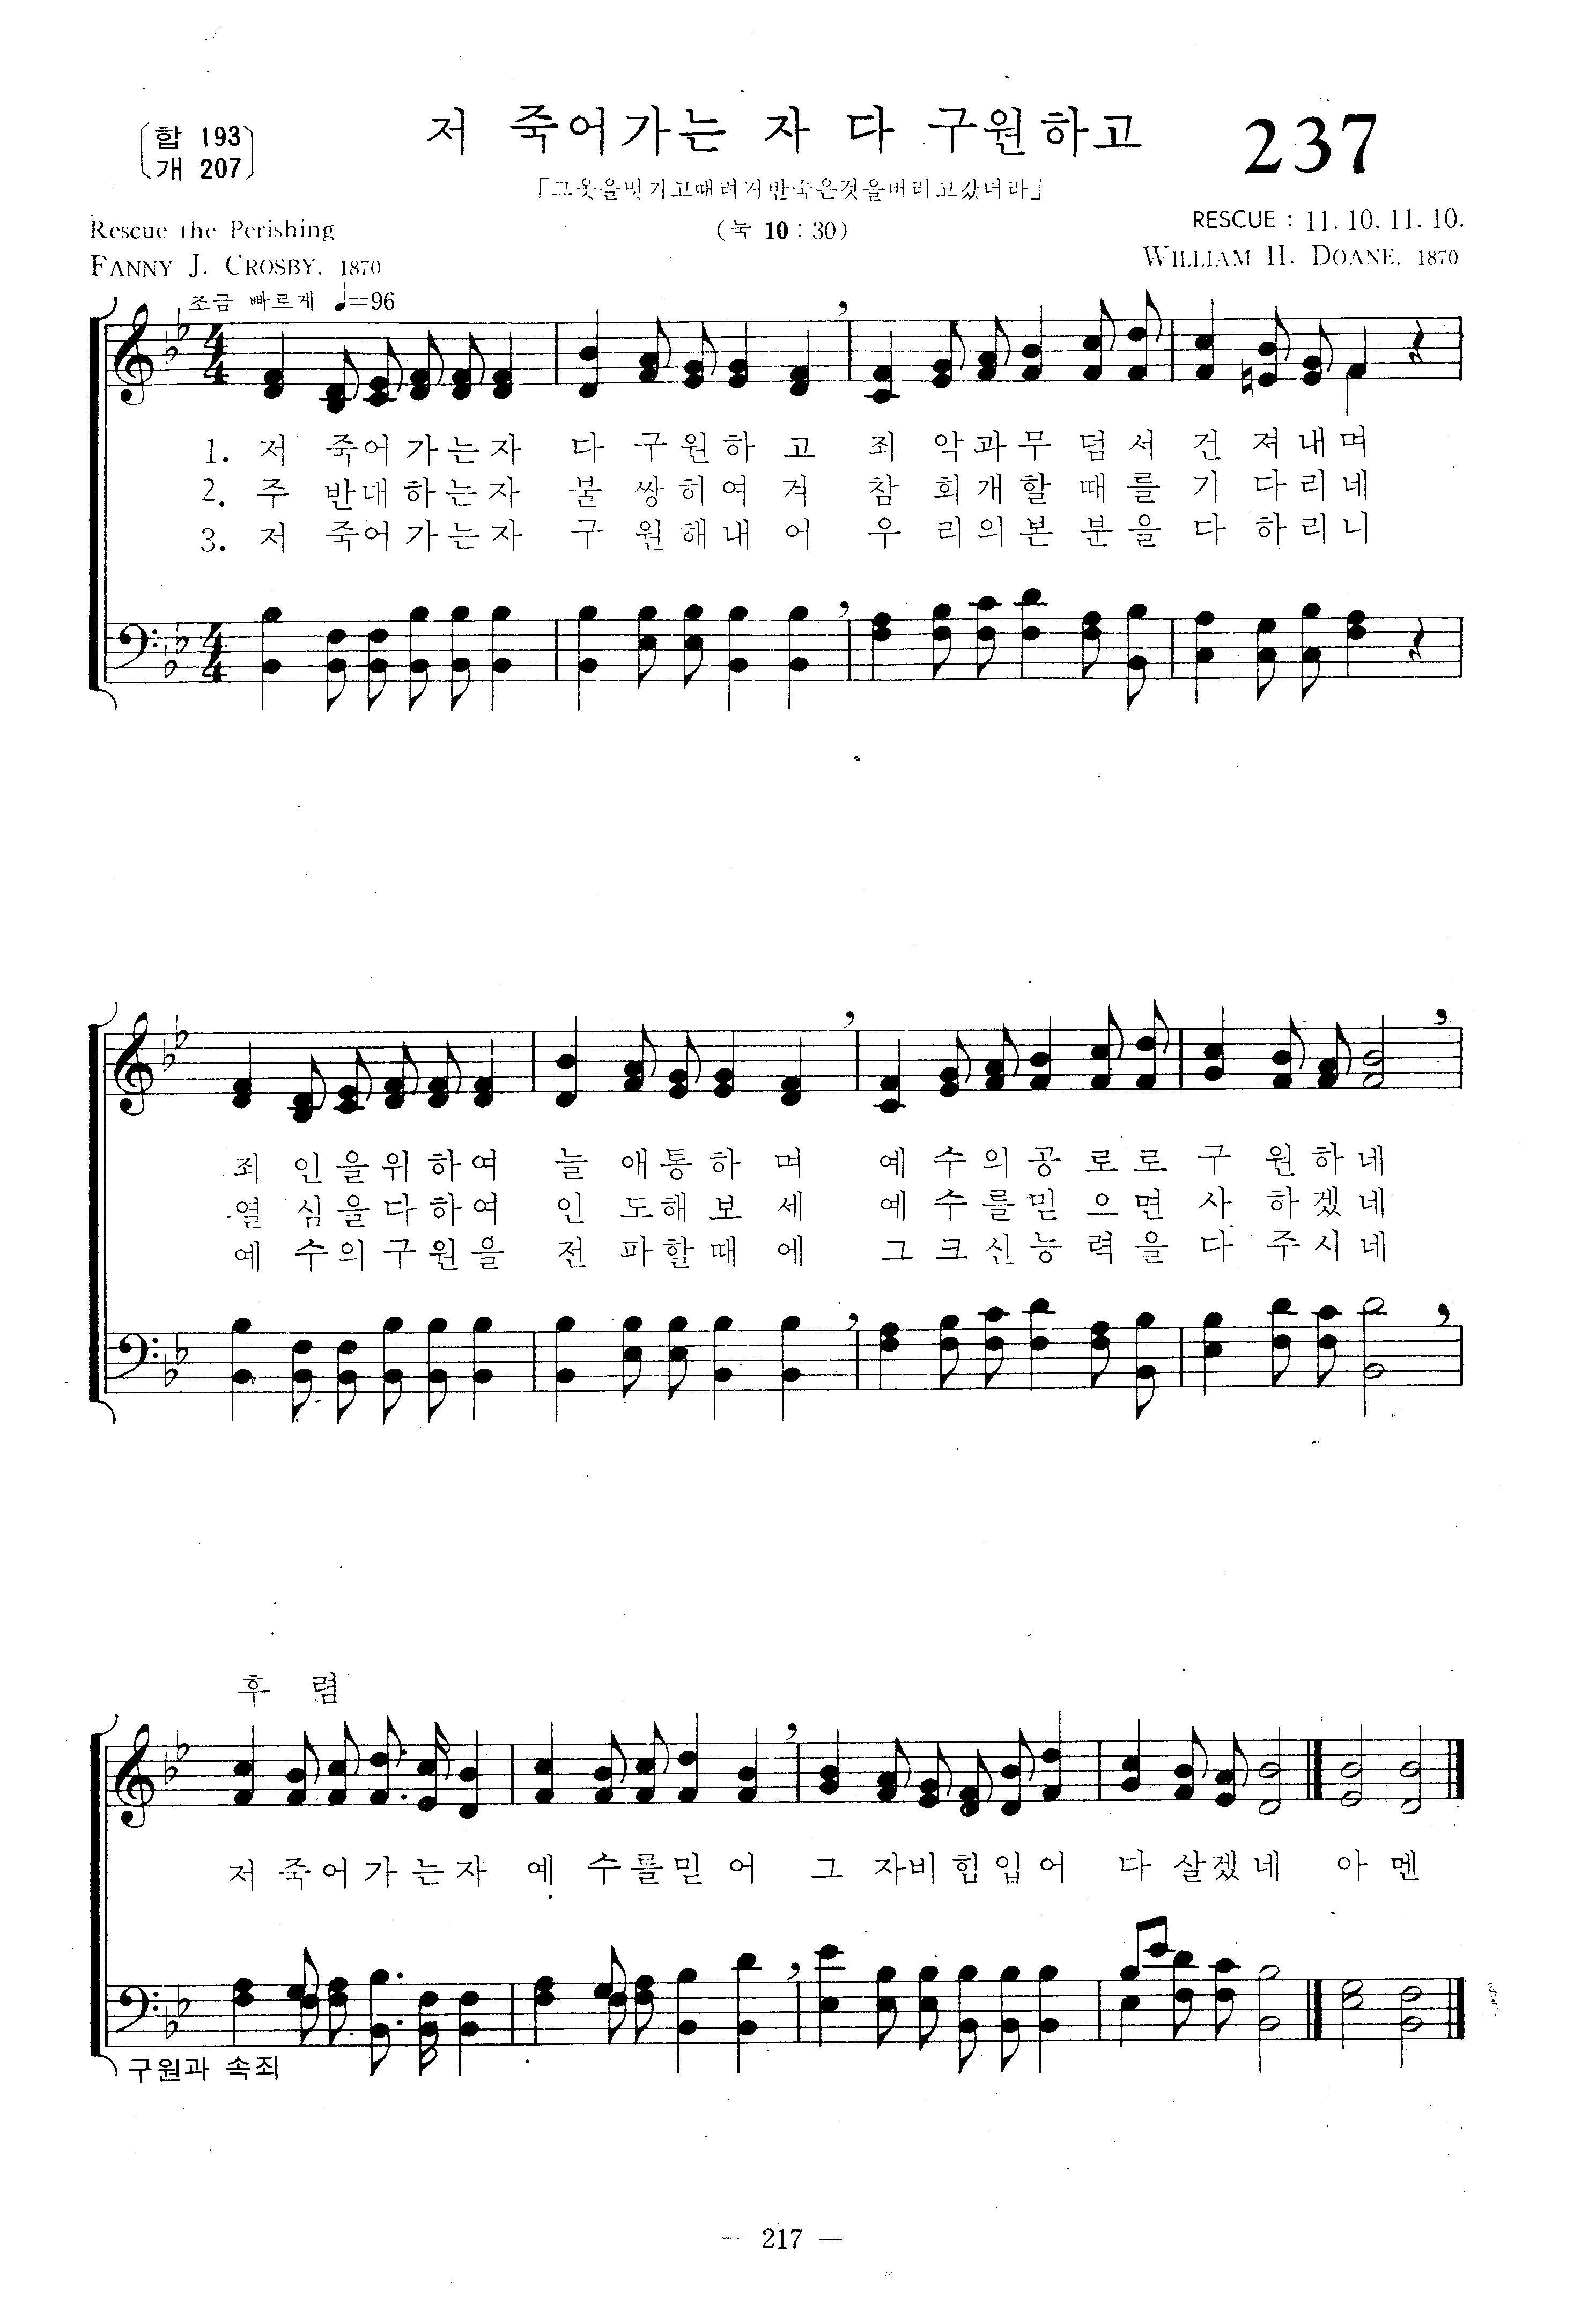 합 193
개 207
저 죽어가는 자 다 구원하고
237
「그옷을벗기고때려거반죽은것을버리고갔더라」
(눅 10 : 30)
Rescue the Perishing
FANNY J. CROSBY, 1870
RESCUE : 11. 10. 11. 10.
WILLIAM H. DOANE, 1870
조금 빠르게 ♩=96
1. 저 죽어가는자 다 구원하고 죄 악과무덤서 건져내며
2. 주 반대하는자 불쌍히여겨 참 회개할때를 기다리네
3. 저 죽어가는자 구원해내어 우 리의본분을 다하리니
죄 인을위하여 늘 애통하며 예 수의공로로 구원하네
열 심을다하여 인 도해보세 예 수를믿으면 사하겠네
예 수의구원을 전 파할때에 그 크신능력을 다주시네
후 렴
저 죽어가는자 예 수를믿어 그 자비힘입어 다 살겠네 아멘
구원과 속죄
— 217 —